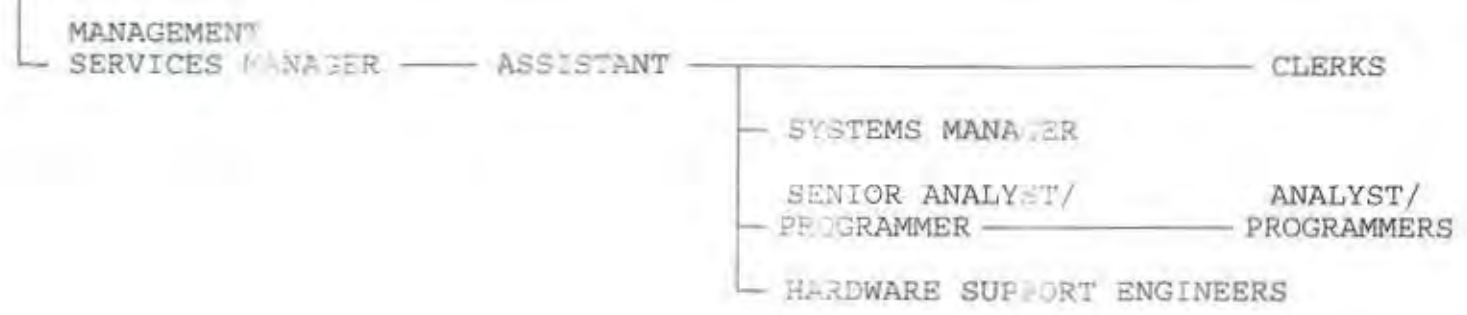 MANAGEMENT
SERVICES MANAGER ASSISTANT CLERKS
SYSTEMS MANAGER
SENIOR ANALYST/ ANALYST/
PROGRAMMER PROGRAMMERS
HARDWARE SUPPORT ENGINEERS